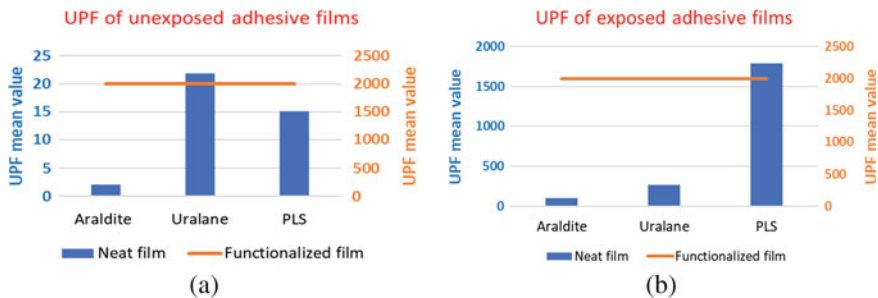 UPF of unexposed adhesive films
UPF mean value
25
20
15
10
5
0
2500
2000
1500
1000
500
0
UPF mean value
Araldite Uralane PLS
Neat film Functionalized film
(a)
UPF of exposed adhesive films
UPF mean value
2000
1500
1000
500
0
2500
2000
1500
1000
500
0
UPF mean value
Araldite Uralane PLS
Neat film Functionalized film
(b)